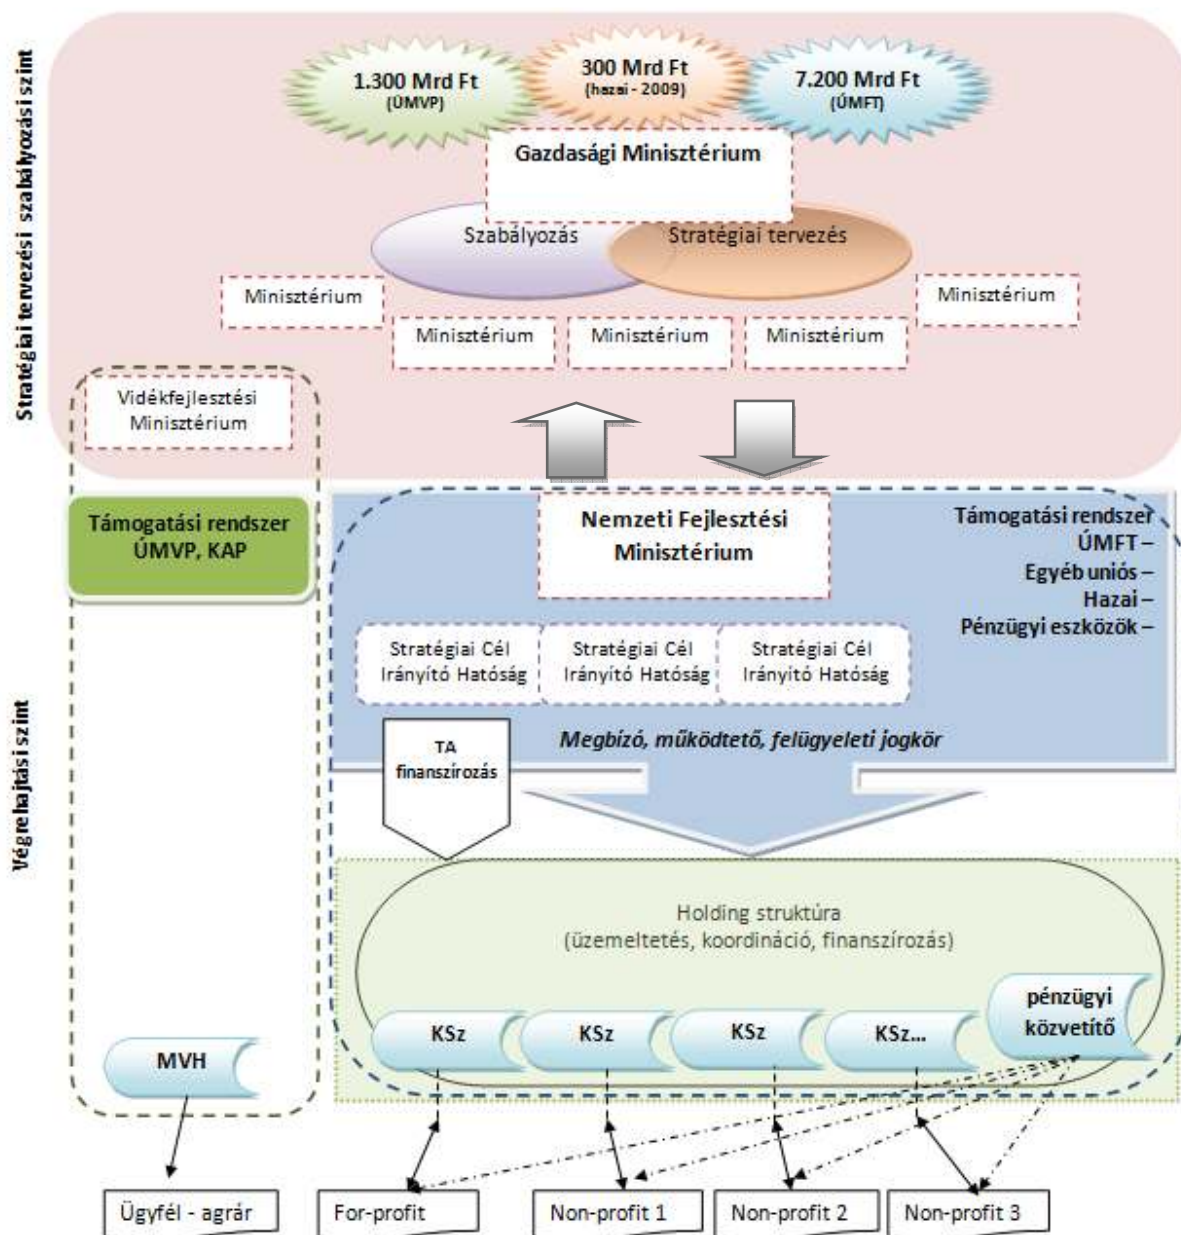 Stratégiai tervezési szabályozási szint
1.300 Mrd Ft
(ÚMVP)
300 Mrd Ft
(hazai - 2009)
7.200 Mrd Ft
(ÚMFT)
Gazdasági Minisztérium
Szabályozás
Stratégiai tervezés
Minisztérium
Minisztérium
Minisztérium
Minisztérium
Minisztérium
Vidékfejlesztési
Minisztérium
Végrehajtási szint
Támogatási rendszer
ÚMVP, KAP
Nemzeti Fejlesztési
Minisztérium
Támogatási rendszer
ÚMFT –
Egyéb uniós –
Hazai –
Pénzügyi eszközök –
Stratégiai Cél
Irányító Hatóság
Stratégiai Cél
Irányító Hatóság
Stratégiai Cél
Irányító Hatóság
TA
finanszírozás
Megbízó, működtető, felügyeleti jogkör
Holding struktúra
(üzemeltetés, koordináció, finanszírozás)
MVH
KSz
KSz
KSz
KSz...
pénzügyi
közvetítő
Ügyfél - agrár
For-profit
Non-profit 1
Non-profit 2
Non-profit 3